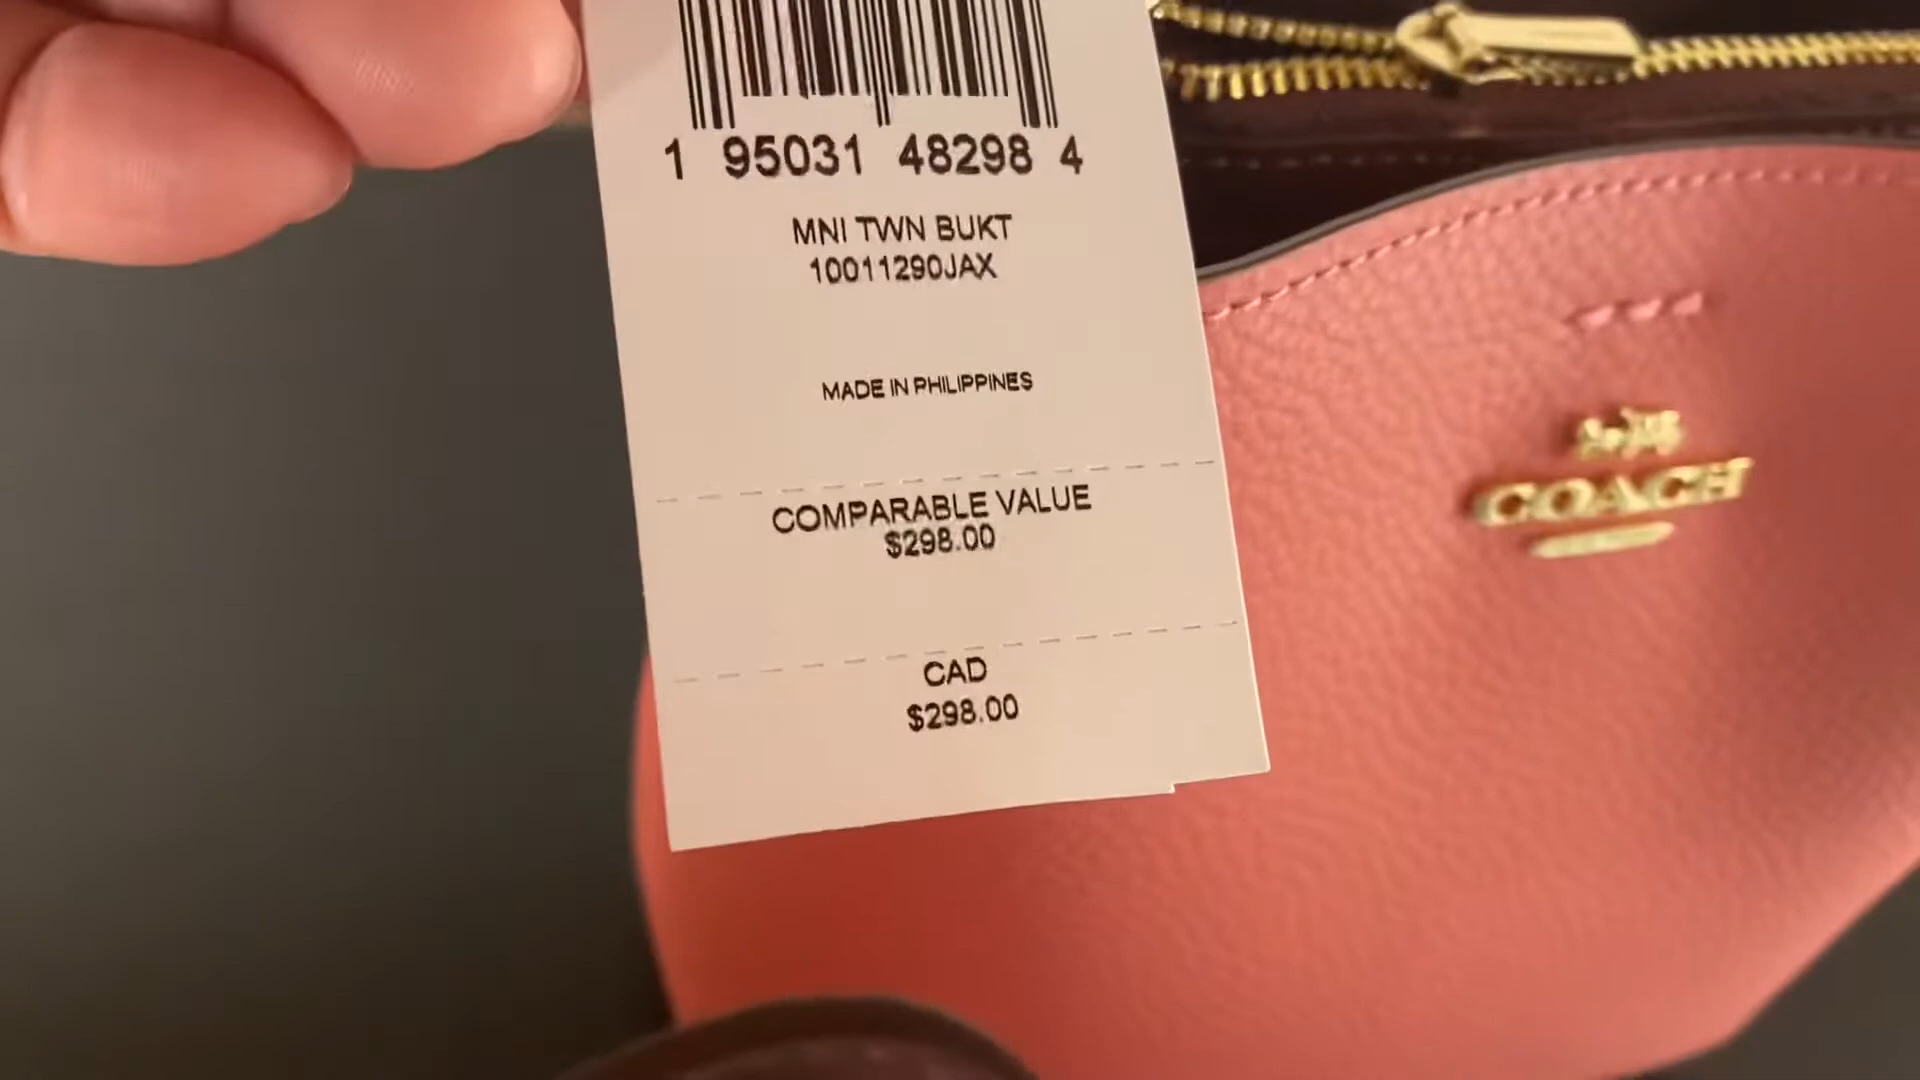 1 95031 48298 4
MNI TWN BUKT
10011290JAX
MADE IN PHILIPPINES
COMPARABLE VALUE
$298.00
CAD
$298.00
COACH